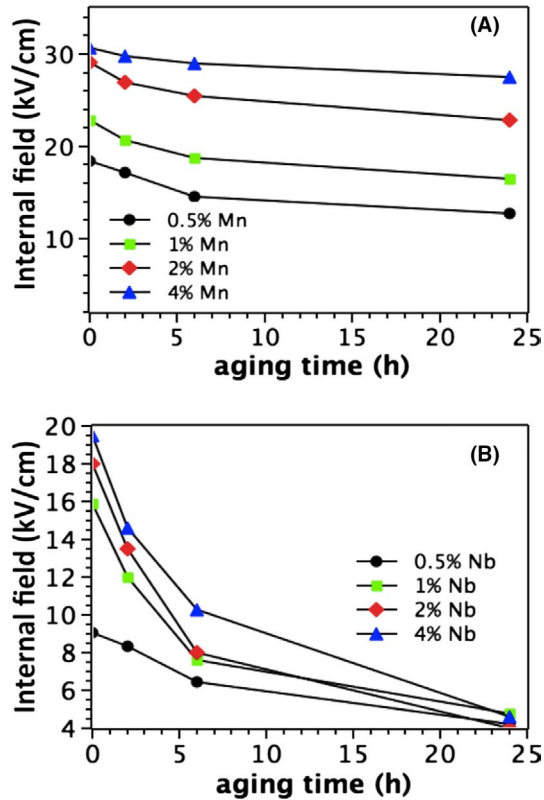 (A)
Internal field (kV/cm)
30
20
10
0.5% Mn
1% Mn
2% Mn
4% Mn
0 5 10 15 20 25
aging time (h)
(B)
Internal field (kV/cm)
20
18
16
14
12
10
8
6
4
0.5% Nb
1% Nb
2% Nb
4% Nb
0 5 10 15 20 25
aging time (h)